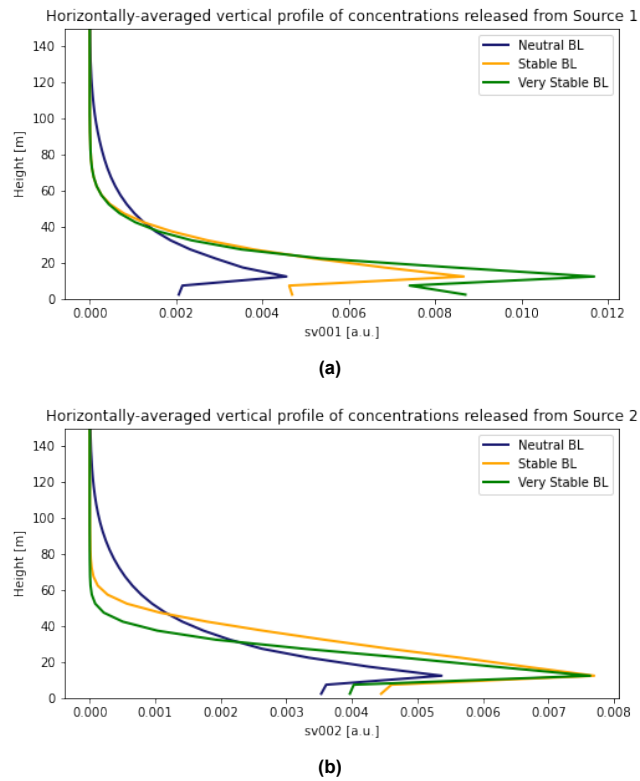 Horizontally-averaged vertical profile of concentrations released from Source 1
140
120
100
80
60
40
20
0
Height [m]
Neutral BL
Stable BL
Very Stable BL
0.000 0.002 0.004 0.006 0.008 0.010 0.012
sv001 [a.u.]
(a)
Horizontally-averaged vertical profile of concentrations released from Source 2
140
120
100
80
60
40
20
0
Height [m]
Neutral BL
Stable BL
Very Stable BL
0.000 0.001 0.002 0.003 0.004 0.005 0.006 0.007 0.008
sv002 [a.u.]
(b)